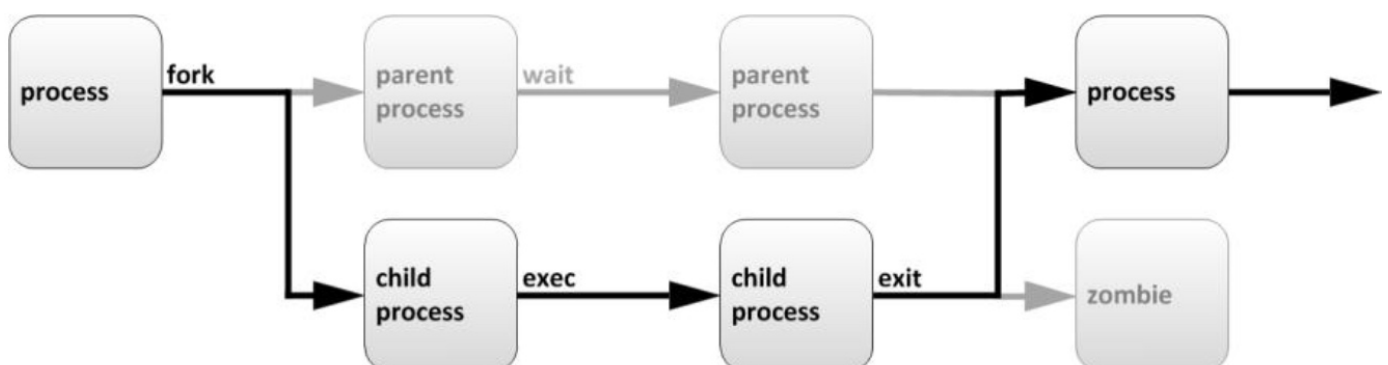 process
fork
parent
process
wait
parent
process
process
child
process
exec
child
process
exit
zombie